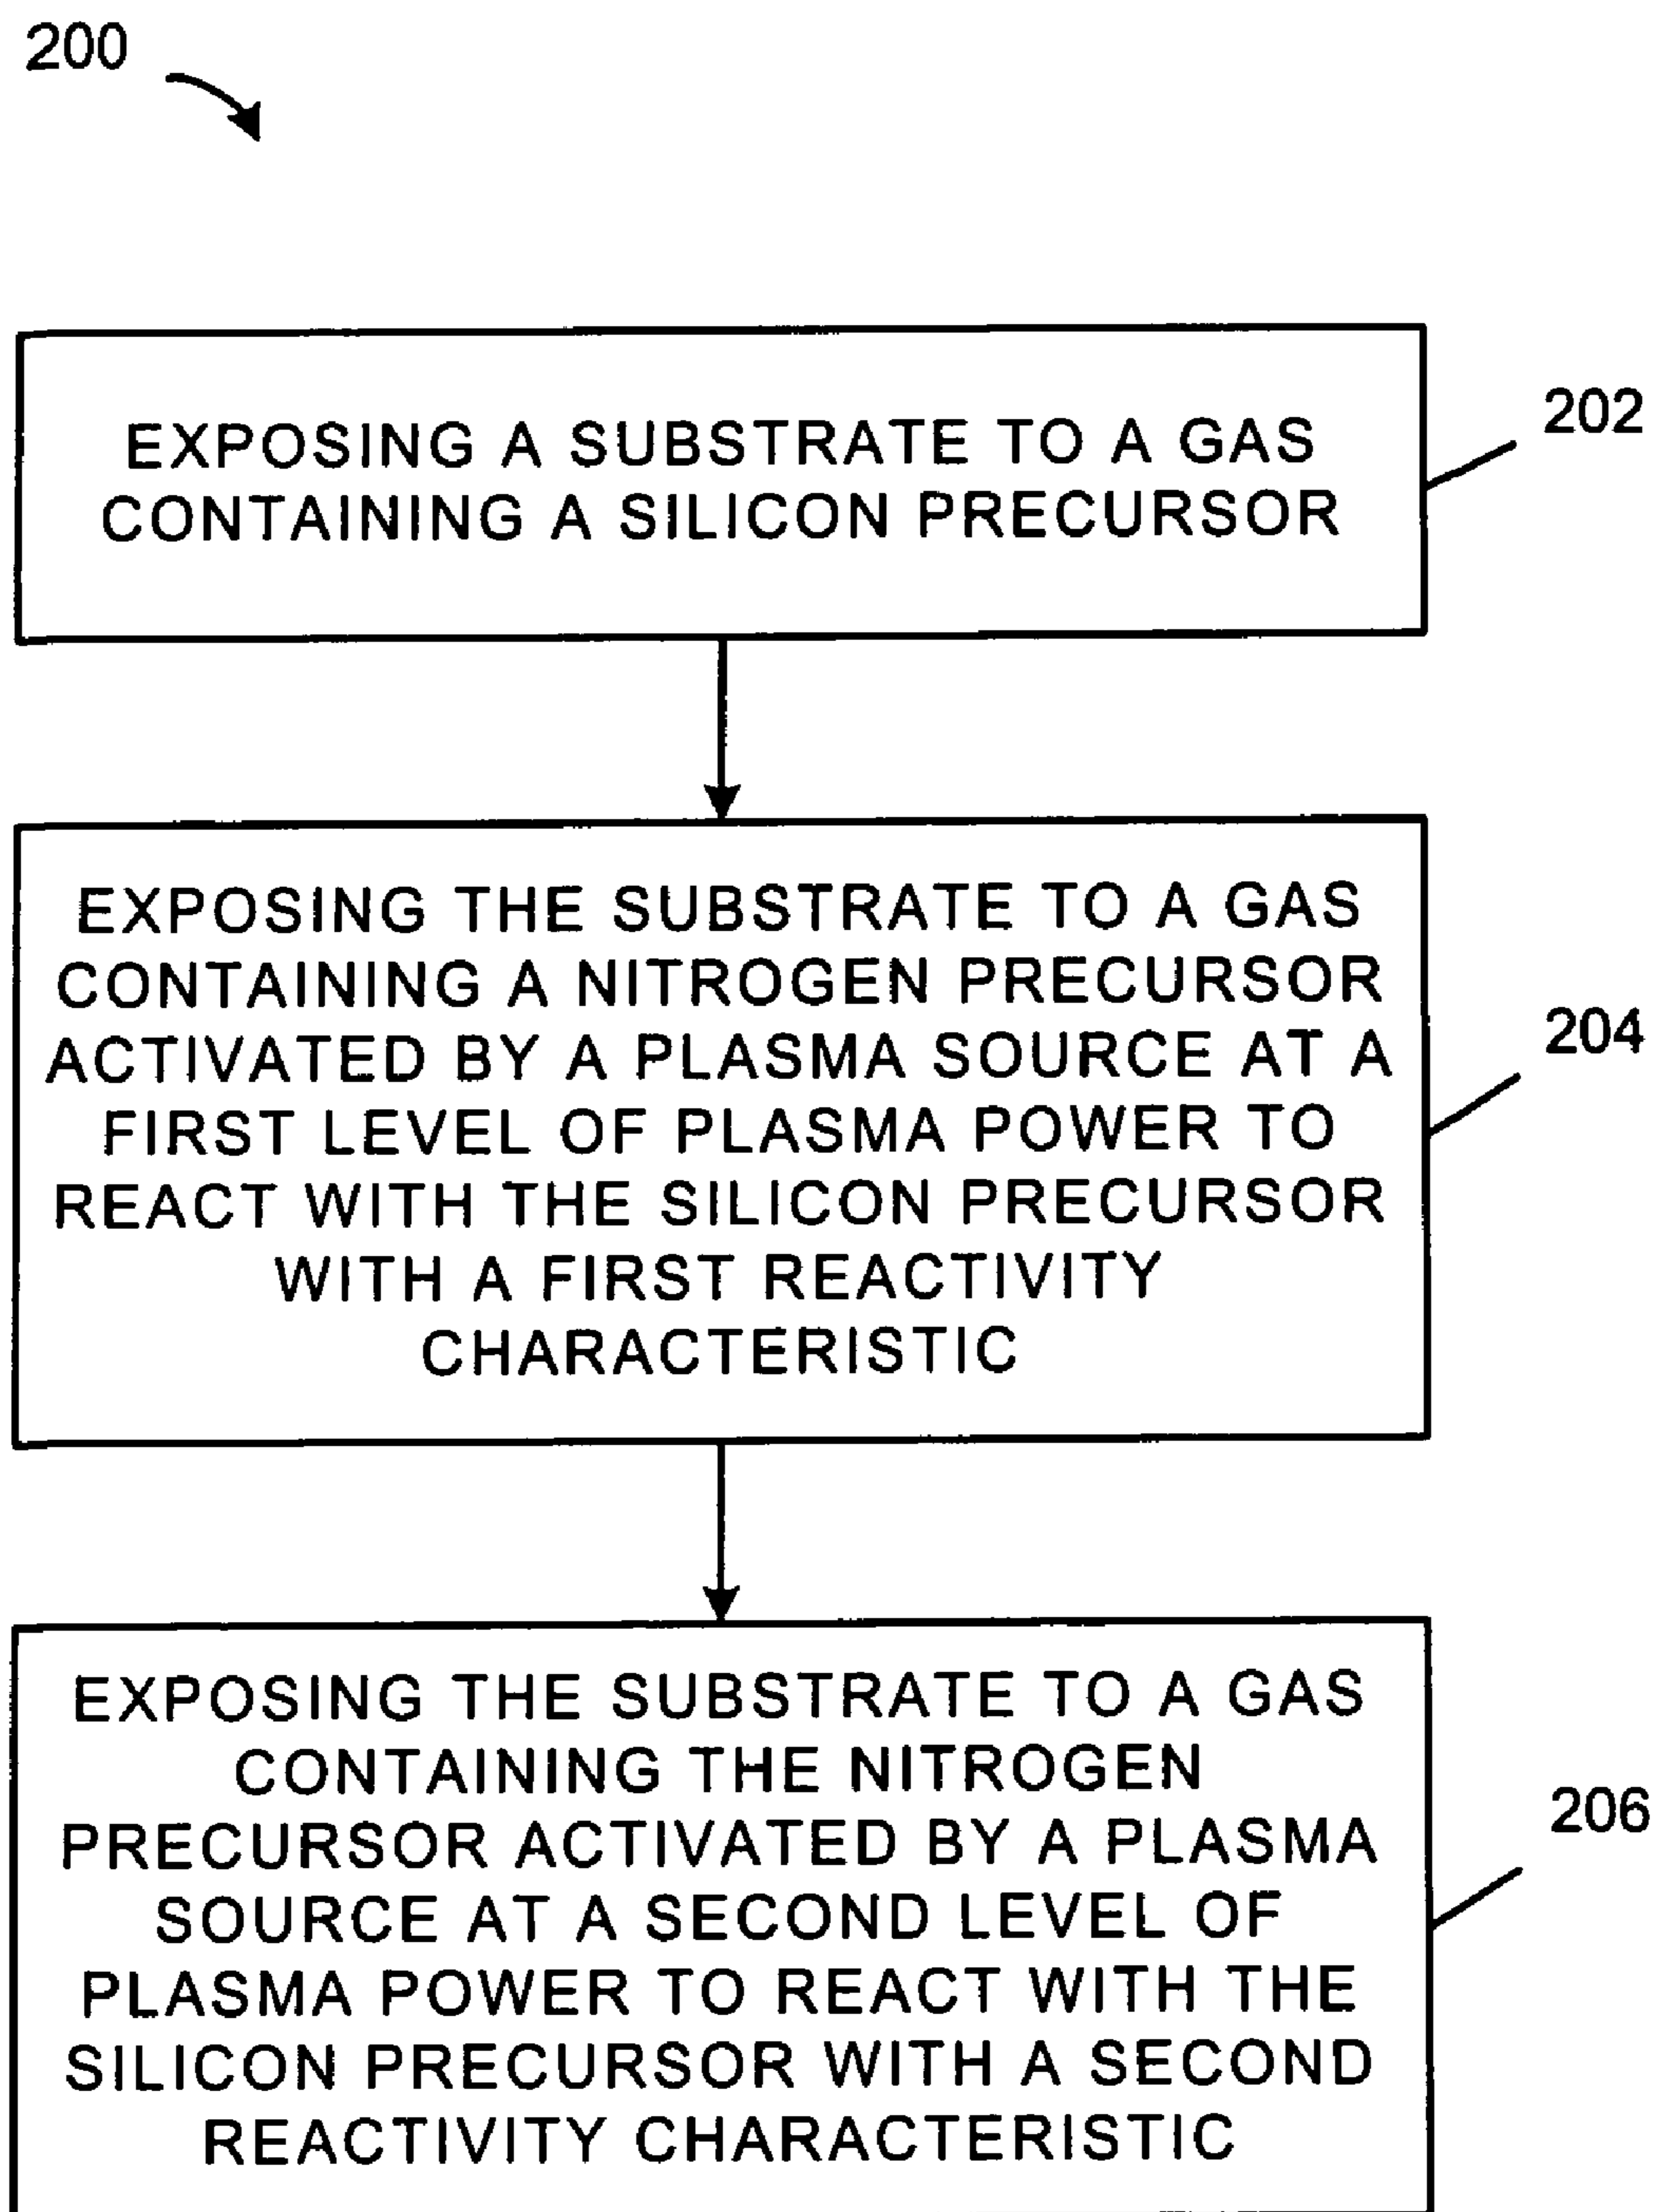 200
EXPOSING A SUBSTRATE TO A GAS
CONTAINING A SILICON PRECURSOR
202
EXPOSING THE SUBSTRATE TO A GAS
CONTAINING A NITROGEN PRECURSOR
ACTIVATED BY A PLASMA SOURCE AT A
FIRST LEVEL OF PLASMA POWER TO
REACT WITH THE SILICON PRECURSOR
WITH A FIRST REACTIVITY
CHARACTERISTIC
204
EXPOSING THE SUBSTRATE TO A GAS
CONTAINING THE NITROGEN
PRECURSOR ACTIVATED BY A PLASMA
SOURCE AT A SECOND LEVEL OF
PLASMA POWER TO REACT WITH THE
SILICON PRECURSOR WITH A SECOND
REACTIVITY CHARACTERISTIC
206